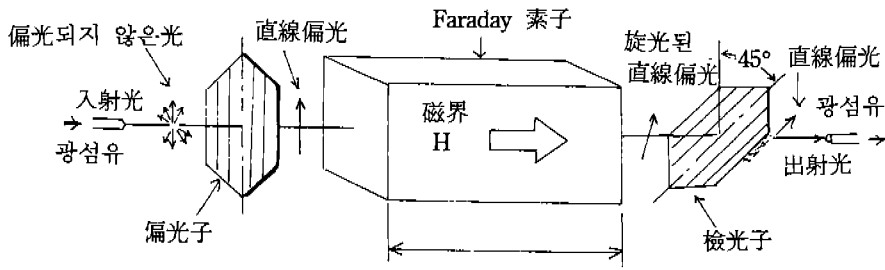 Faraday 素子
偏光되지 않은光
直線偏光
旋光된
直線偏光
45°
直線偏光
광섬유
入射光
광섬유
磁界
H
出射光
偏光子
檢光子